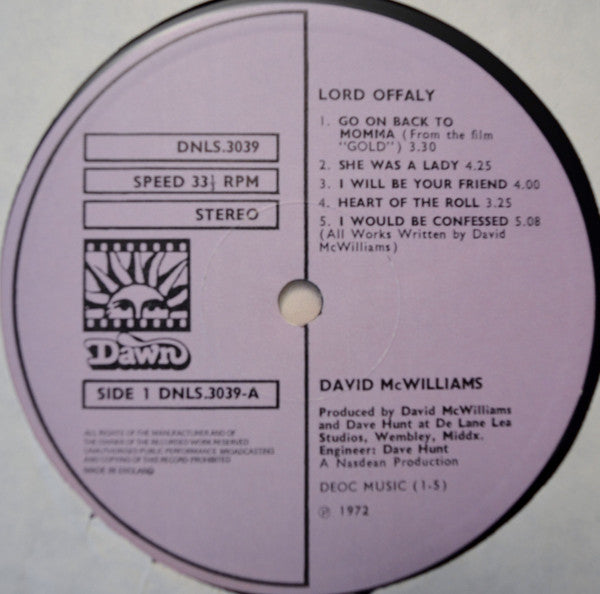 DNLS.3039
SPEED 33⅓ RPM
STEREO
Dawn
SIDE 1 DNLS.3039-A
ALL RIGHTS OF THE MANUFACTURER AND OF
THE OWNER OF THE RECORDED WORK RESERVED
UNAUTHORISED PUBLIC PERFORMANCE BROADCASTING
AND COPYING OF THIS RECORD PROHIBITED
MADE IN ENGLAND
LORD OFFALY
1. GO ON BACK TO
MOMMA (From the film
"GOLD") 3.30
2. SHE WAS A LADY 4.25
3. I WILL BE YOUR FRIEND 4.00
4. HEART OF THE ROLL 3.25
5. I WOULD BE CONFESSED 5.08
(All Works Written by David
McWilliams)
DAVID McWILLIAMS
Produced by David McWilliams
and Dave Hunt at De Lane Lea
Studios, Wembley, Middx.
Engineer: Dave Hunt
A Nasdean Production
DEOC MUSIC (1-5)
℗ 1972